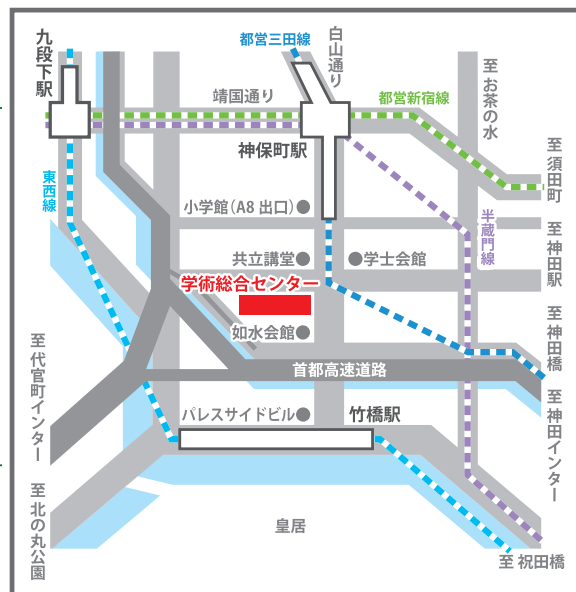 九段下駅
都営三田線
白山通り
靖国通り
都営新宿線
至 お茶の水
神保町駅
至 須田町
東西線
小学館（A8 出口）
半蔵門線
至 神田駅
共立講堂
学士会館
学術総合センター
如水会館
至 神田橋
至 代官町インター
首都高速道路
至 神田インター
パレスサイドビル
竹橋駅
至 北の丸公園
皇居
至 祝田橋